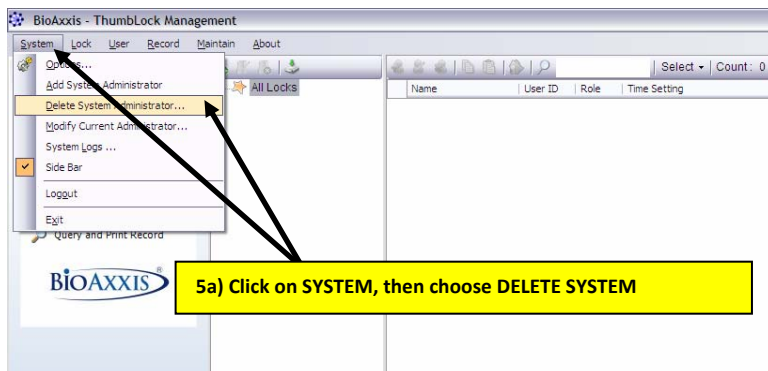 BioAxxis - ThumbLock Management
System Lock User Record Maintain About
Options...
Add System Administrator
Delete System Administrator...
Modify Current Administrator...
System Logs ...
Side Bar
Logout
Exit
Query and Print Record
BIOAXXIS®
All Locks
Select Count: 0
Name User ID Role Time Setting
5a) Click on SYSTEM, then choose DELETE SYSTEM